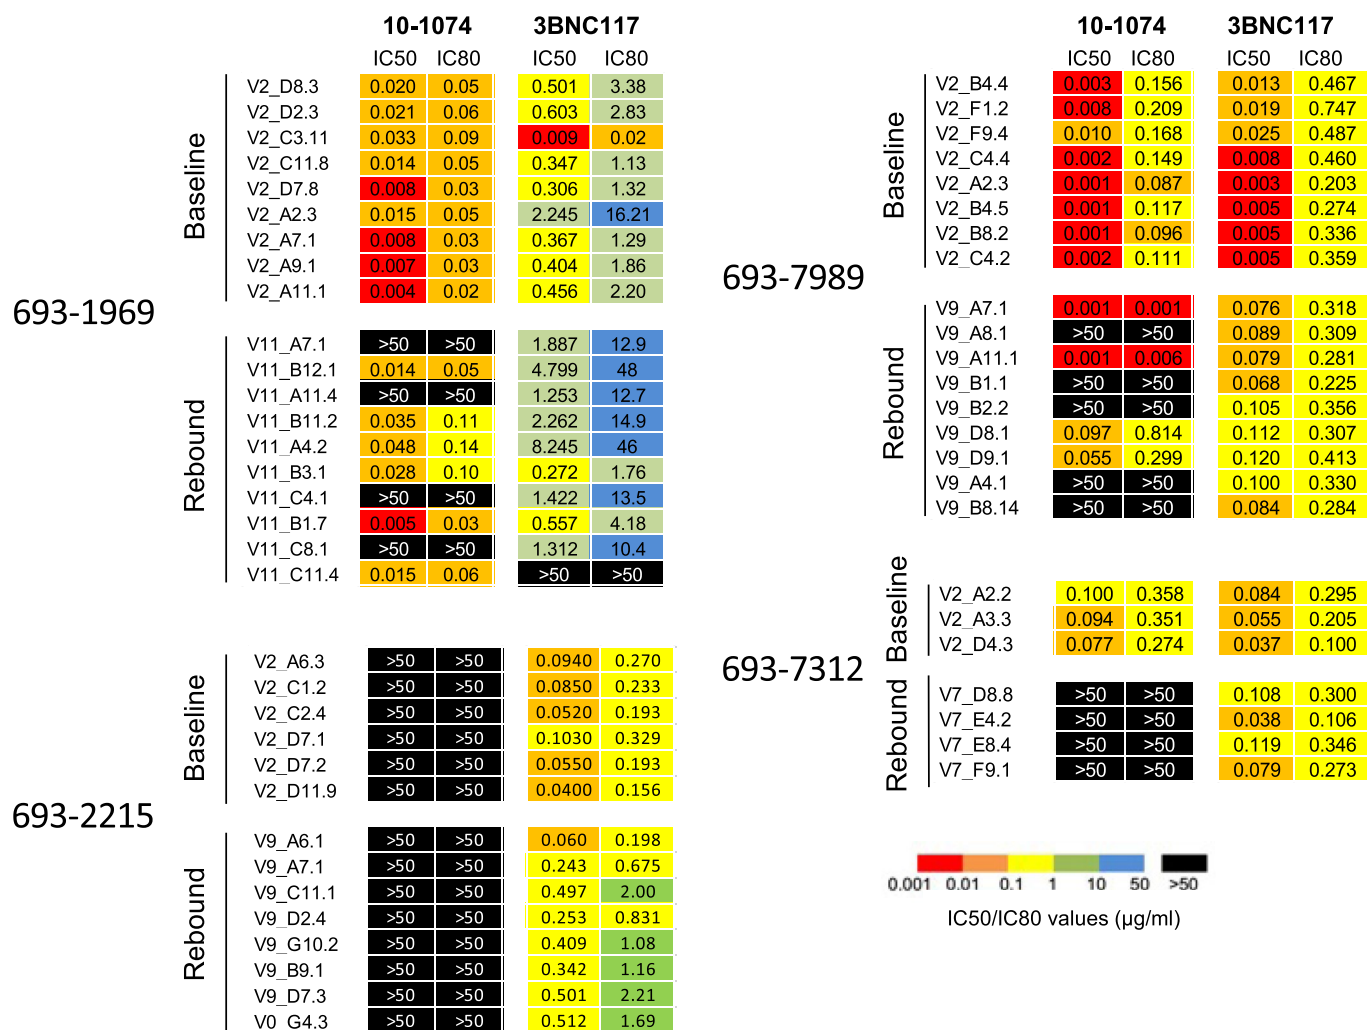 10-1074 3BNC117
IC50 IC80 IC50 IC80
693-1969
Baseline
V2_D8.3 0.020 0.05 0.501 3.38
V2_D2.3 0.021 0.06 0.603 2.83
V2_C3.11 0.033 0.09 0.009 0.02
V2_C11.8 0.014 0.05 0.347 1.13
V2_D7.8 0.008 0.03 0.306 1.32
V2_A2.3 0.015 0.05 2.245 16.21
V2_A7.1 0.008 0.03 0.367 1.29
V2_A9.1 0.007 0.03 0.404 1.86
V2_A11.1 0.004 0.02 0.456 2.20
Rebound
V11_A7.1 >50 >50 1.887 12.9
V11_B12.1 0.014 0.05 4.799 48
V11_A11.4 >50 >50 1.253 12.7
V11_B11.2 0.035 0.11 2.262 14.9
V11_A4.2 0.048 0.14 8.245 46
V11_B3.1 0.028 0.10 0.272 1.76
V11_C4.1 >50 >50 1.422 13.5
V11_B1.7 0.005 0.03 0.557 4.18
V11_C8.1 >50 >50 1.312 10.4
V11_C11.4 0.015 0.06 >50 >50
693-2215
Baseline
V2_A6.3 >50 >50 0.0940 0.270
V2_C1.2 >50 >50 0.0850 0.233
V2_C2.4 >50 >50 0.0520 0.193
V2_D7.1 >50 >50 0.1030 0.329
V2_D7.2 >50 >50 0.0550 0.193
V2_D11.9 >50 >50 0.0400 0.156
Rebound
V9_A6.1 >50 >50 0.060 0.198
V9_A7.1 >50 >50 0.243 0.675
V9_C11.1 >50 >50 0.497 2.00
V9_D2.4 >50 >50 0.253 0.831
V9_G10.2 >50 >50 0.409 1.08
V9_B9.1 >50 >50 0.342 1.16
V9_D7.3 >50 >50 0.501 2.21
V0_G4.3 >50 >50 0.512 1.69
10-1074 3BNC117
IC50 IC80 IC50 IC80
693-7989
Baseline
V2_B4.4 0.003 0.156 0.013 0.467
V2_F1.2 0.008 0.209 0.019 0.747
V2_F9.4 0.010 0.168 0.025 0.487
V2_C4.4 0.002 0.149 0.008 0.460
V2_A2.3 0.001 0.087 0.003 0.203
V2_B4.5 0.001 0.117 0.005 0.274
V2_B8.2 0.001 0.096 0.005 0.336
V2_C4.2 0.002 0.111 0.005 0.359
Rebound
V9_A7.1 0.001 0.001 0.076 0.318
V9_A8.1 >50 >50 0.089 0.309
V9_A11.1 0.001 0.006 0.079 0.281
V9_B1.1 >50 >50 0.068 0.225
V9_B2.2 >50 >50 0.105 0.356
V9_D8.1 0.097 0.814 0.112 0.307
V9_D9.1 0.055 0.299 0.120 0.413
V9_A4.1 >50 >50 0.100 0.330
V9_B8.14 >50 >50 0.084 0.284
693-7312
Baseline
V2_A2.2 0.100 0.358 0.084 0.295
V2_A3.3 0.094 0.351 0.055 0.205
V2_D4.3 0.077 0.274 0.037 0.100
Rebound
V7_D8.8 >50 >50 0.108 0.300
V7_E4.2 >50 >50 0.038 0.106
V7_E8.4 >50 >50 0.119 0.346
V7_F9.1 >50 >50 0.079 0.273
0.001 0.01 0.1 1 10 50 >50
IC50/IC80 values (µg/ml)